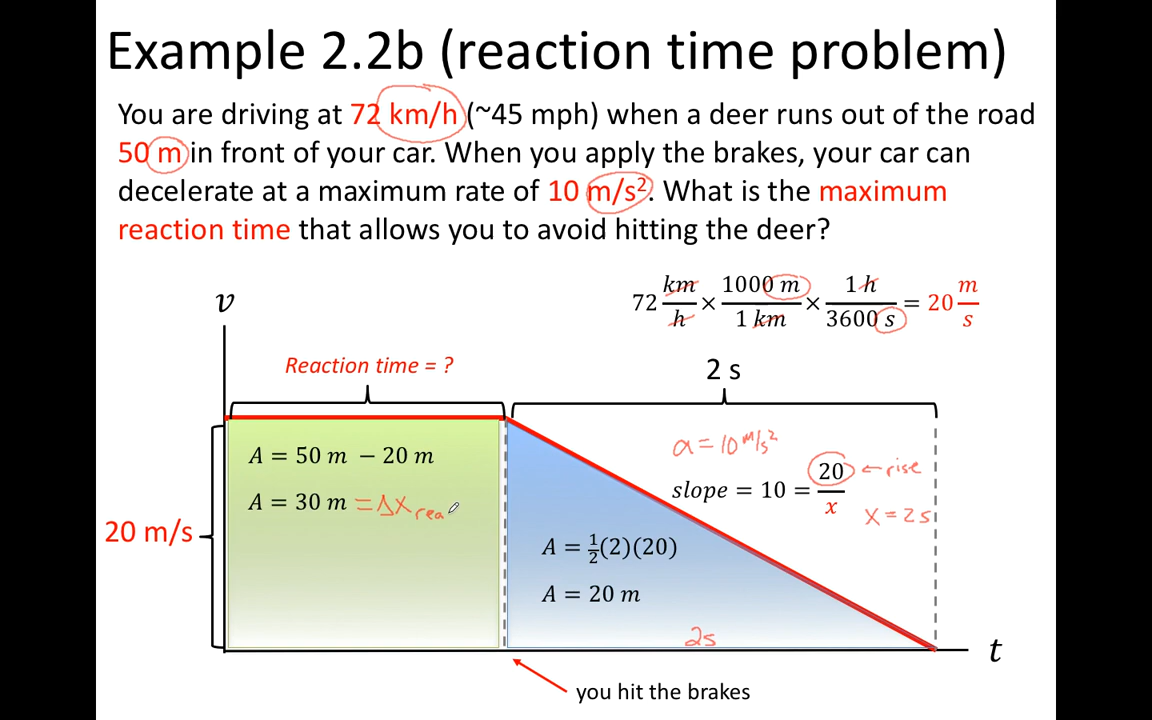 Example 2.2b (reaction time problem)
You are driving at 72 km/h (~45 mph) when a deer runs out of the road
50 m in front of your car. When you apply the brakes, your car can
decelerate at a maximum rate of 10 m/s². What is the maximum
reaction time that allows you to avoid hitting the deer?
72 km/h × 1000 m/1 km × 1 h/3600 s = 20 m/s
v
Reaction time = ?
2 s
a = 10 m/s²
A = 50 m − 20 m
slope = 10 = 20/x ← rise
A = 30 m = Δx rea
x = 2s
20 m/s
A = ½(2)(20)
A = 20 m
2s
t
you hit the brakes